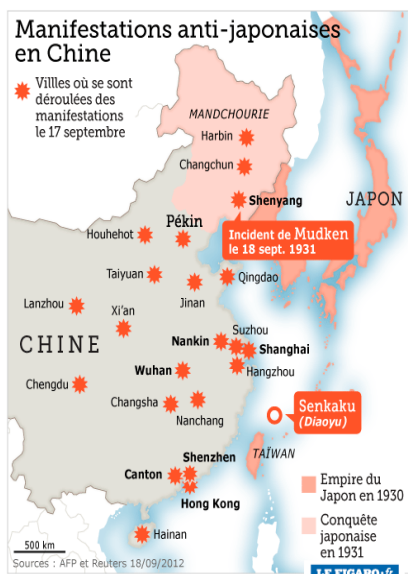 Manifestations anti-japonaises
en Chine
Villles où se sont
déroulées des
manifestations
le 17 septembre
MANDCHOURIE
Harbin
Changchun
Shenyang
JAPON
Pékin
Houhehot
Incident de Mudken
le 18 sept. 1931
Taiyuan
Qingdao
Jinan
Lanzhou
Xi'an
CHINE
Suzhou
Nankin
Shanghai
Wuhan
Hangzhou
Chengdu
Changsha
Nanchang
Senkaku
(Diaoyu)
Shenzhen
TAÏWAN
Canton
Hong Kong
Empire du
Japon en 1930
Conquête
japonaise
en 1931
Hainan
500 km
Sources : AFP et Reuters 18/09/2012
LE FIGARO·fr